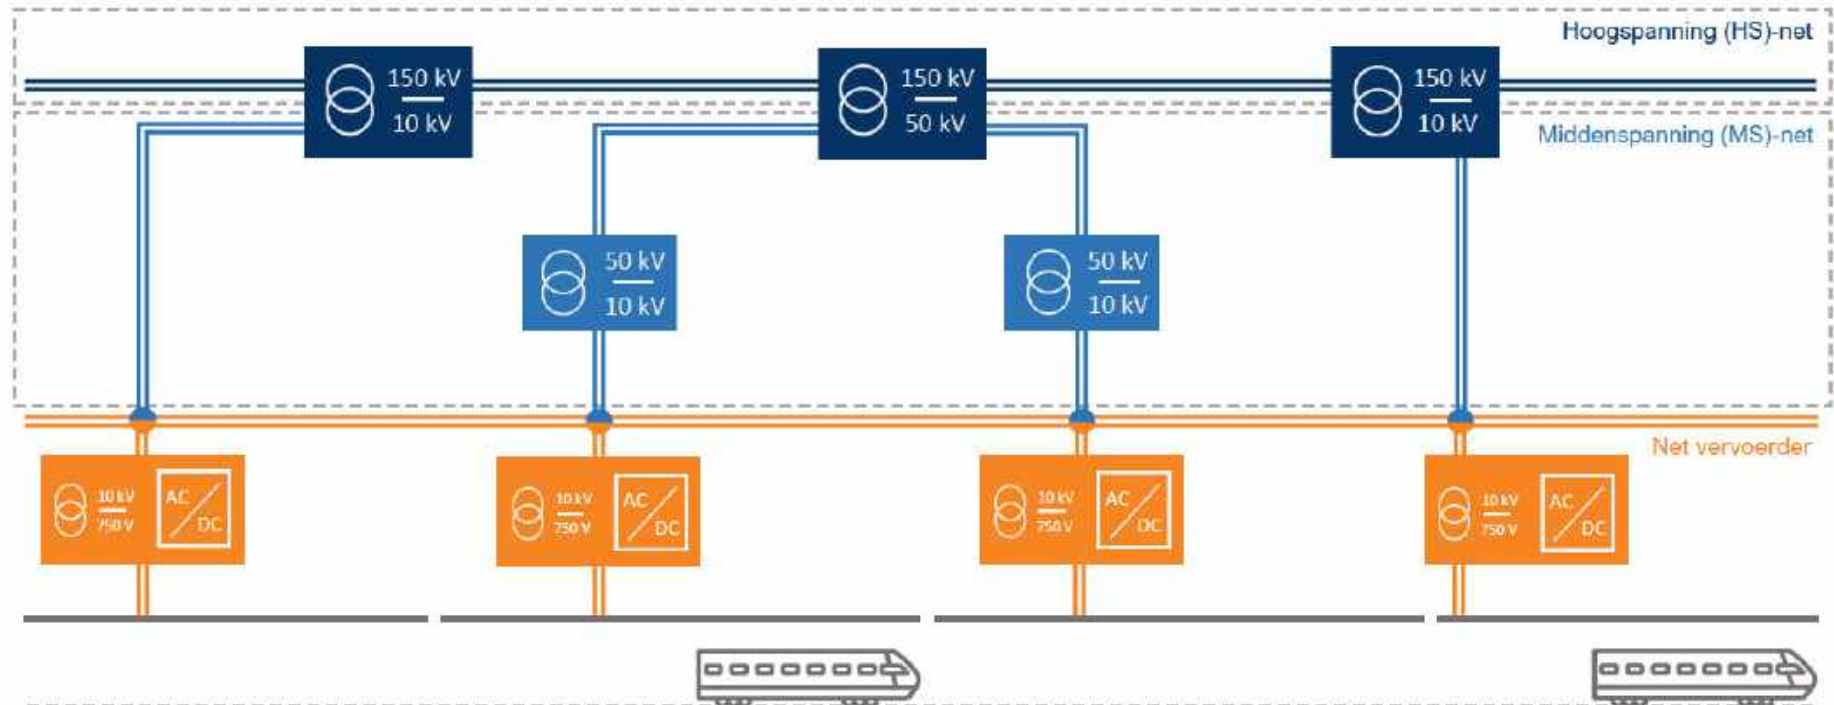 Hoogspanning (HS)-net
150 kV
10 kV
150 kV
50 kV
150 kV
10 kV
Middenspanning (MS)-net
50 kV
10 kV
50 kV
10 kV
Net vervoerder
10 kV
750 V
AC
DC
10 kV
750 V
AC
DC
10 kV
750 V
AC
DC
10 kV
750 V
AC
DC